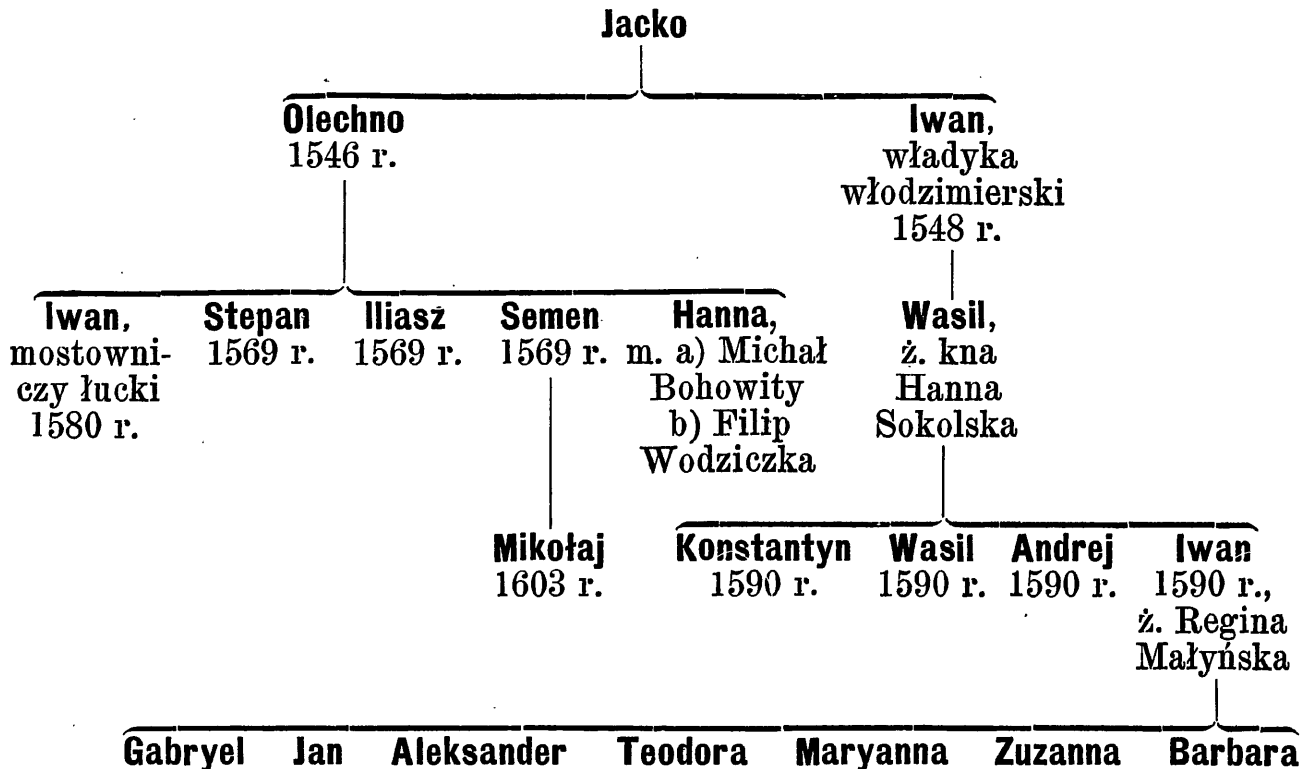 Jacko
Olechno
1546 r.
Iwan,
władyka
włodzimierski
1548 r.
Iwan,
mostowni-
czy łucki
1580 r.
Stepan
1569 r.
Iliasz
1569 r.
Semen
1569 r.
Hanna,
m. a) Michał
Bohowity
b) Filip
Wodziczka
Wasil,
ż. kna
Hanna
Sokolska
Mikołaj
1603 r.
Konstantyn
1590 r.
Wasil
1590 r.
Andrej
1590 r.
Iwan
1590 r.,
ż. Regina
Małyńska
Gabryel Jan Aleksander Teodora Maryanna Zuzanna Barbara